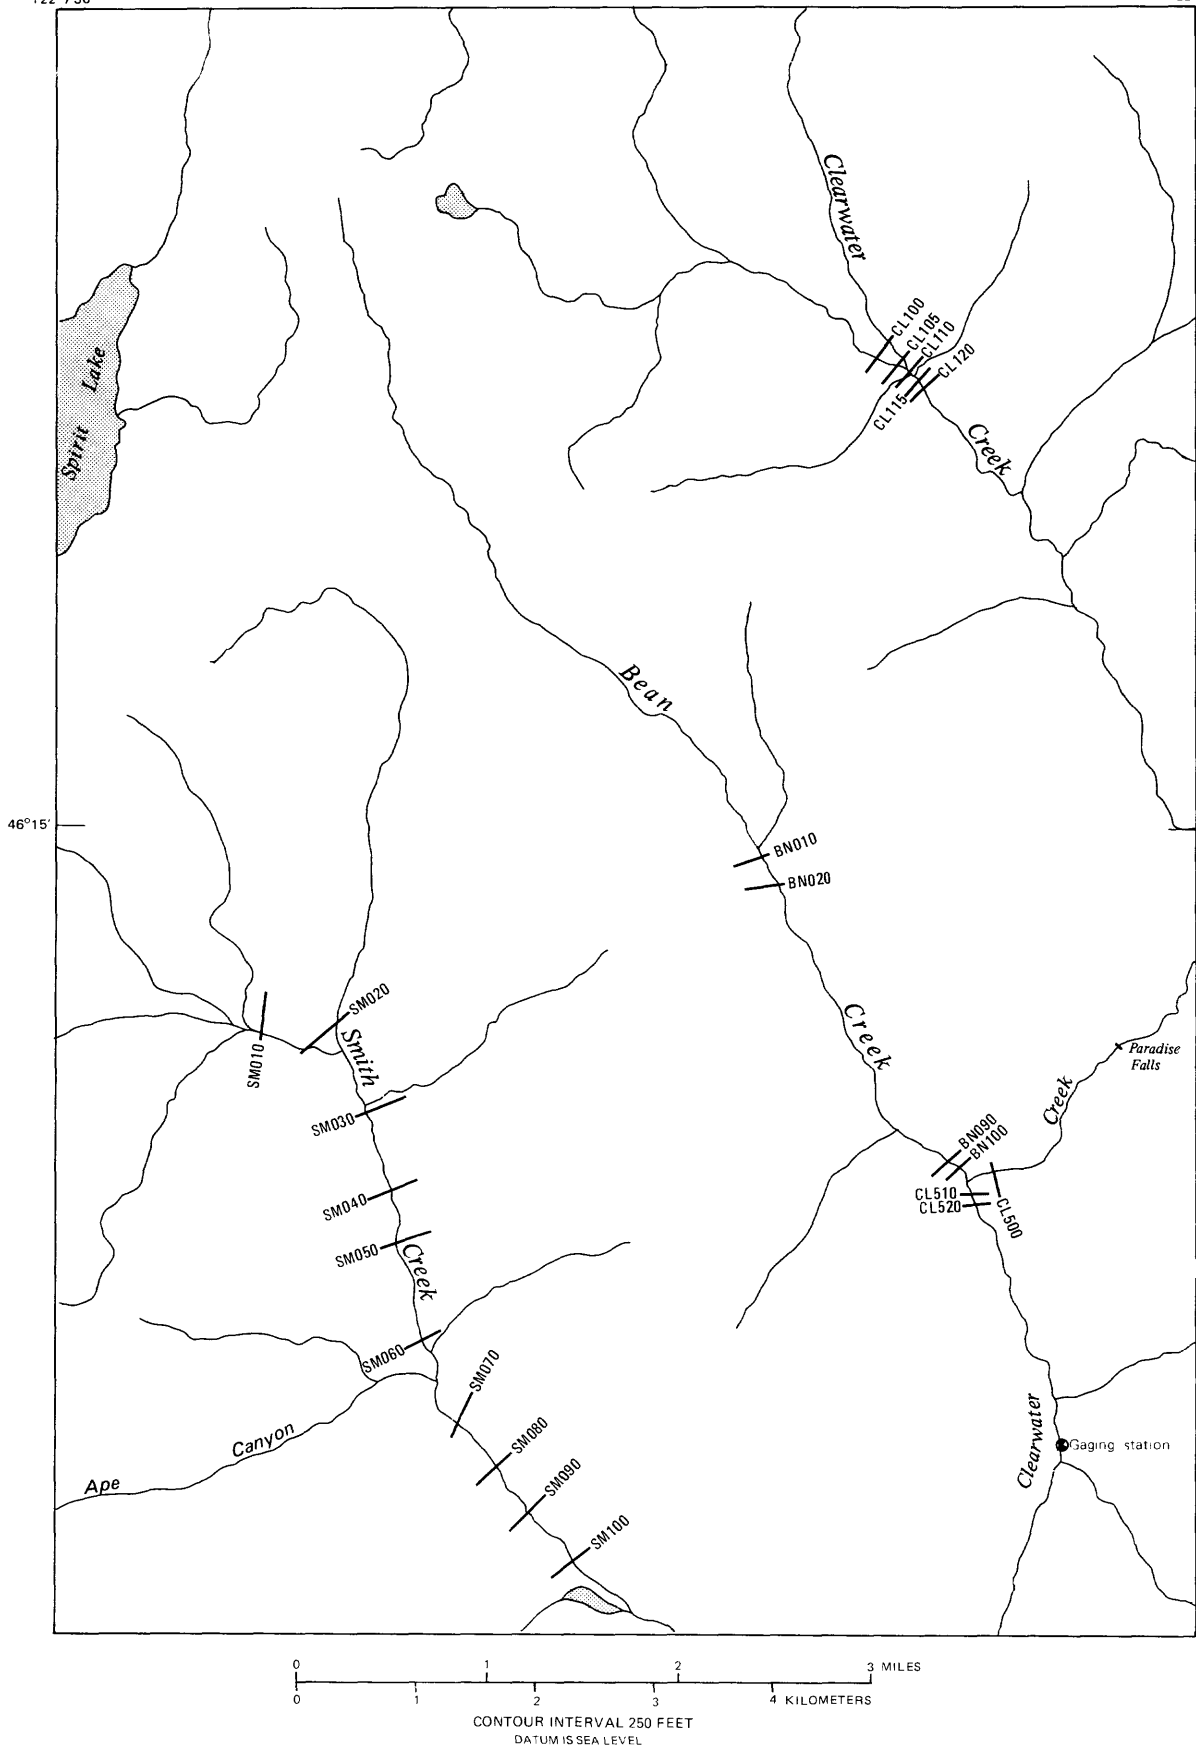 Clearwater
CL100
CL105
CL110
CL120
CL115
Creek
Spirit Lake
Bean
46°15'
BN010
BN020
SM020
SM010
Smith
Creek
SM030
Paradise
Falls
Creek
BN090
BN100
CL510
CL520
CL500
SM040
SM050
Creek
SM060
SM070
Canyon
Ape
SM080
SM090
SM100
Clearwater
Gaging station
0 1 2 3 MILES
0 1 2 3 4 KILOMETERS
CONTOUR INTERVAL 250 FEET
DATUM IS SEA LEVEL